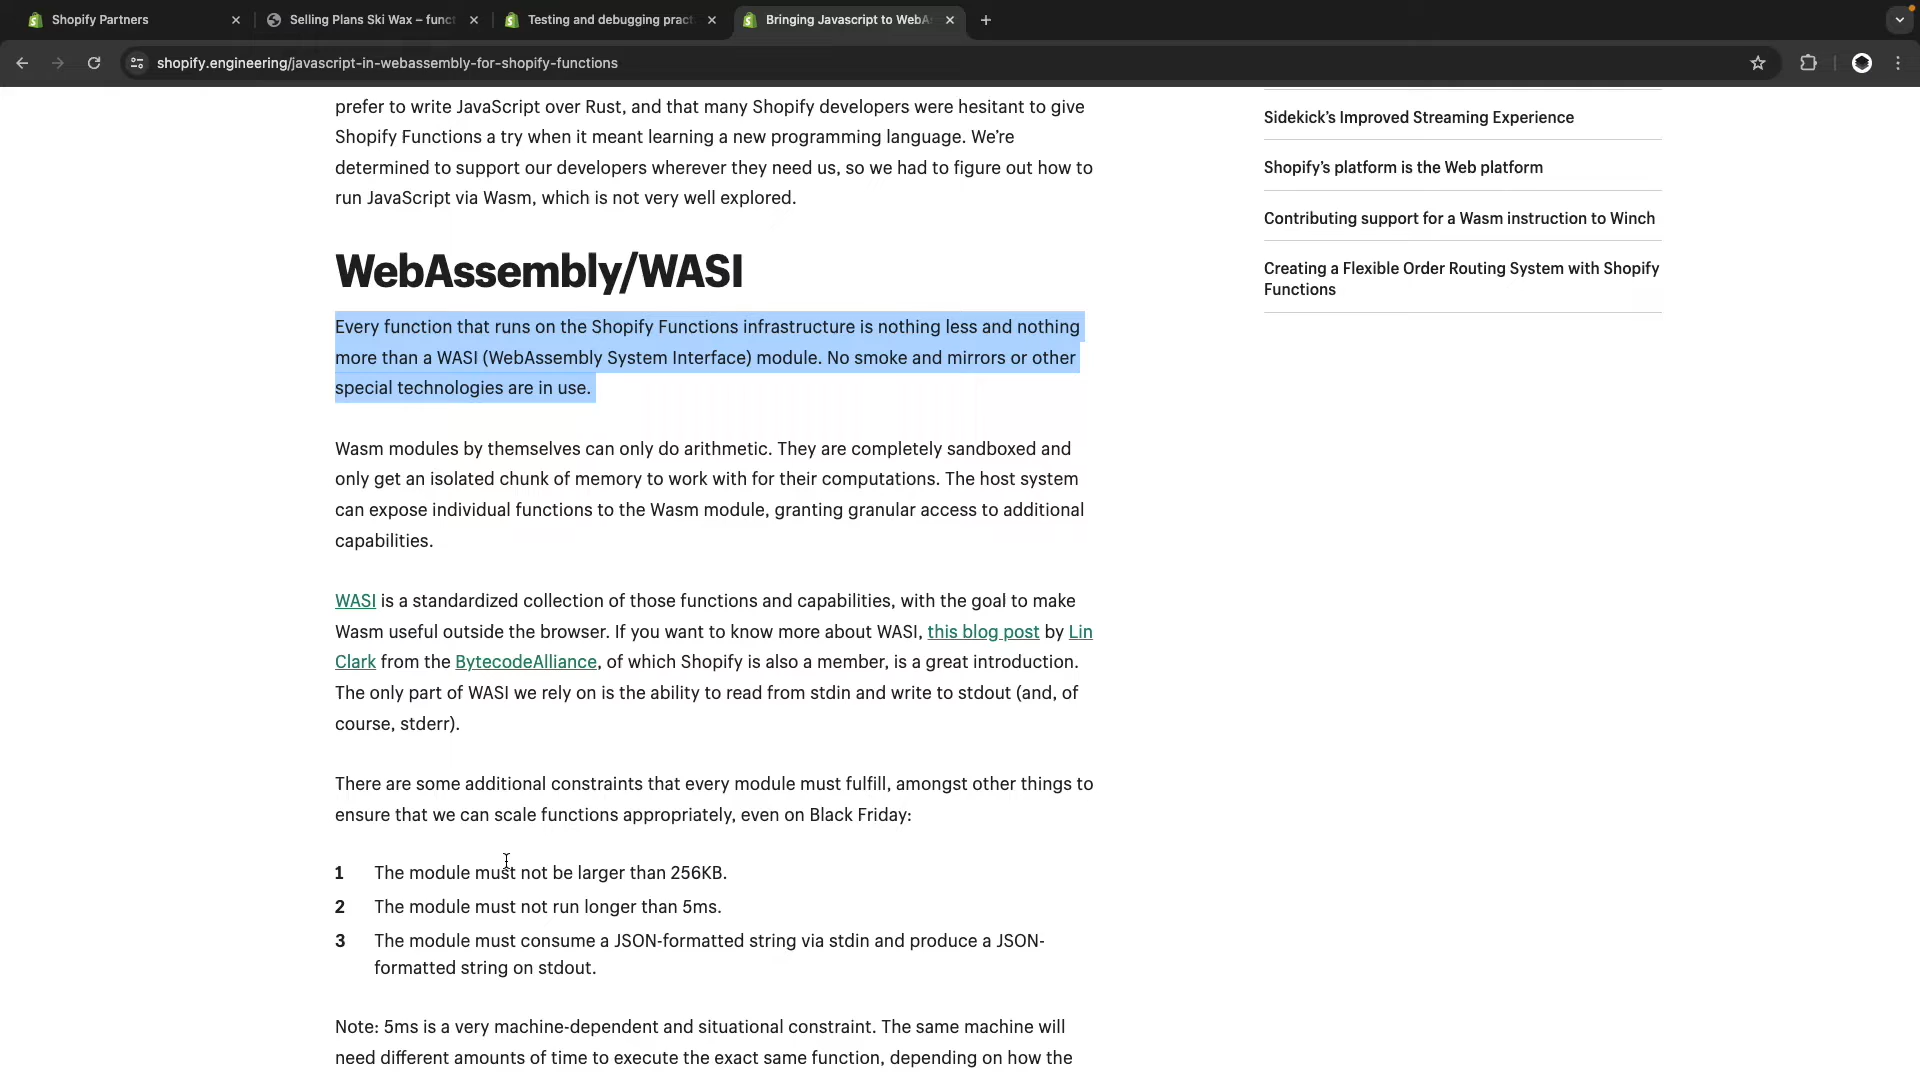 Shopify Partners
Selling Plans Ski Wax – funct
Testing and debugging pract
Bringing Javascript to WebA
shopify.engineering/javascript-in-webassembly-for-shopify-functions
prefer to write JavaScript over Rust, and that many Shopify developers were hesitant to give
Shopify Functions a try when it meant learning a new programming language. We’re
determined to support our developers wherever they need us, so we had to figure out how to
run JavaScript via Wasm, which is not very well explored.
WebAssembly/WASI
Every function that runs on the Shopify Functions infrastructure is nothing less and nothing
more than a WASI (WebAssembly System Interface) module. No smoke and mirrors or other
special technologies are in use.
Wasm modules by themselves can only do arithmetic. They are completely sandboxed and
only get an isolated chunk of memory to work with for their computations. The host system
can expose individual functions to the Wasm module, granting granular access to additional
capabilities.
WASI is a standardized collection of those functions and capabilities, with the goal to make
Wasm useful outside the browser. If you want to know more about WASI, this blog post by Lin
Clark from the BytecodeAlliance, of which Shopify is also a member, is a great introduction.
The only part of WASI we rely on is the ability to read from stdin and write to stdout (and, of
course, stderr).
There are some additional constraints that every module must fulfill, amongst other things to
ensure that we can scale functions appropriately, even on Black Friday:
1 The module must not be larger than 256KB.
2 The module must not run longer than 5ms.
3 The module must consume a JSON-formatted string via stdin and produce a JSON-
formatted string on stdout.
Note: 5ms is a very machine-dependent and situational constraint. The same machine will
need different amounts of time to execute the exact same function, depending on how the
Sidekick’s Improved Streaming Experience
Shopify’s platform is the Web platform
Contributing support for a Wasm instruction to Winch
Creating a Flexible Order Routing System with Shopify
Functions